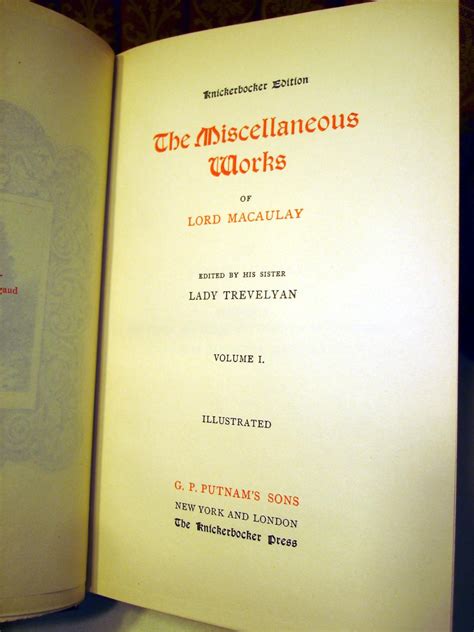 gaud
Knickerbocker Edition
The Miscellaneous
Works
OF
LORD MACAULAY
EDITED BY HIS SISTER
LADY TREVELYAN
VOLUME I.
ILLUSTRATED
G. P. PUTNAM'S SONS
NEW YORK AND LONDON
The Knickerbocker Press